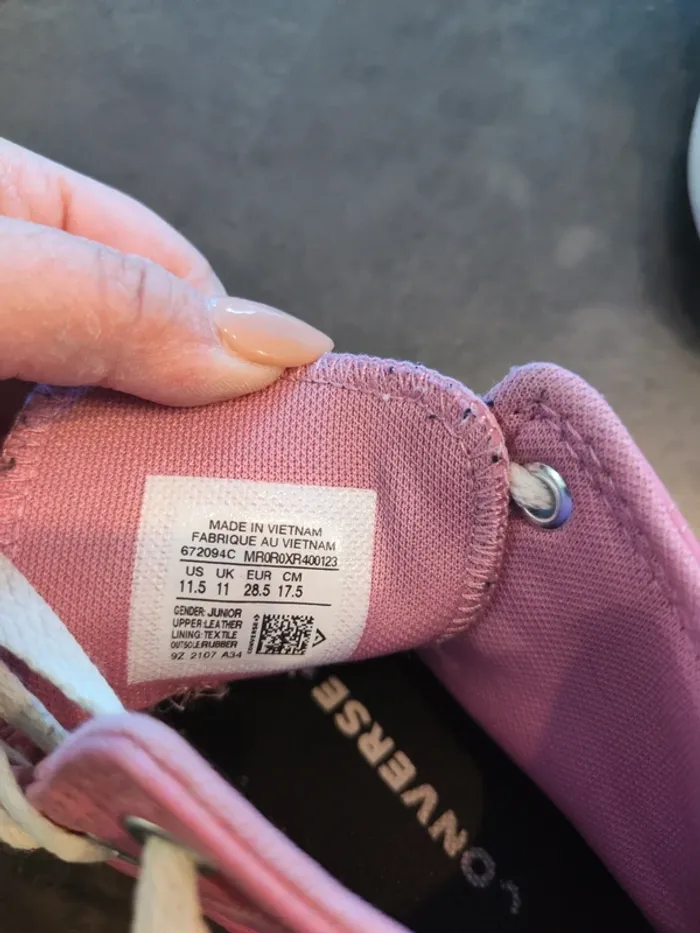 MADE IN VIETNAM
FABRIQUE AU VIETNAM
672094C MR0R0XR400123
US UK EUR CM
11.5 11 28.5 17.5
GENDER: JUNIOR
UPPER:LEATHER
LINING: TEXTILE
OUTSOLE:RUBBER
9Z 2107 A34
CONVERSE
CONVERSE